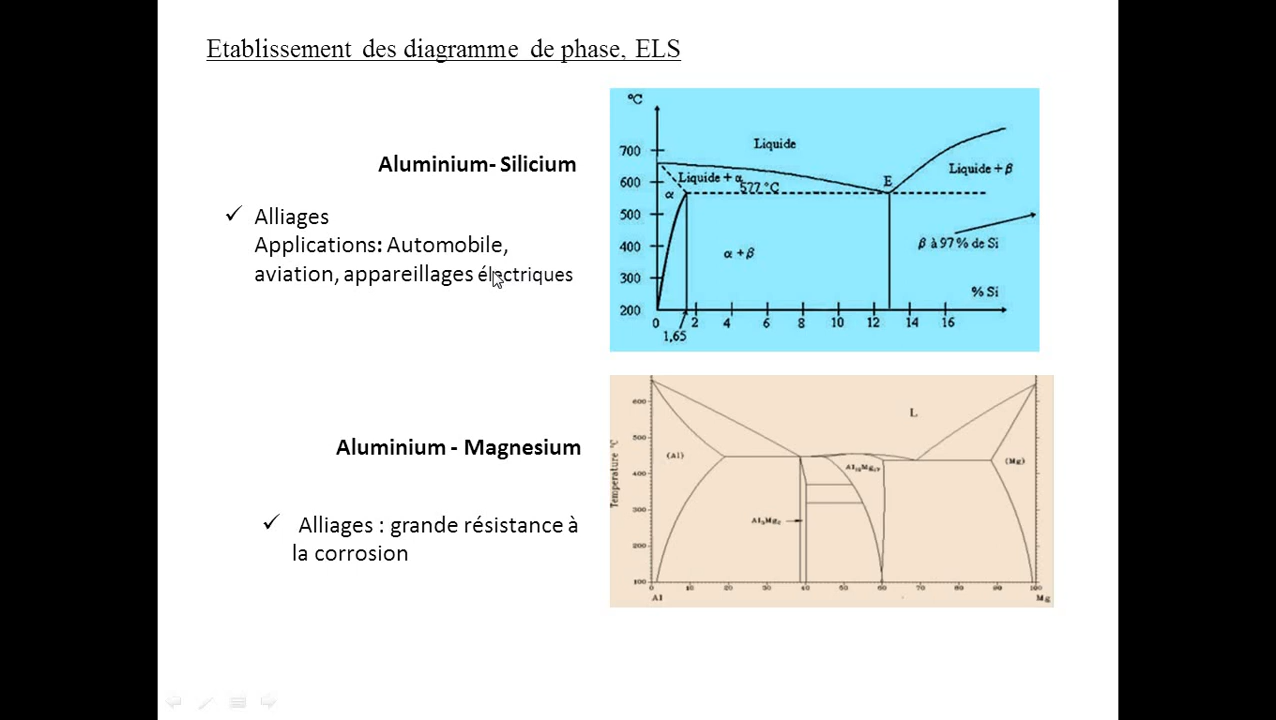 Etablissement des diagramme de phase, ELS
Aluminium- Silicium
✓ Alliages
Applications: Automobile,
aviation, appareillages électriques
°C
700
600
500
400
300
200
Liquide
Liquide + α
577 °C
α
E
Liquide + β
β à 97 % de Si
α + β
% Si
0 2 4 6 8 10 12 14 16
1,65
Aluminium - Magnesium
✓ Alliages : grande résistance à
la corrosion
Temperature °C
600
500
400
300
200
100
L
(Al)
(Mg)
Al₁₂Mg₁₇
Al₃Mg₂
10 20 30 40 50 60 70 80 90 100
Al Mg